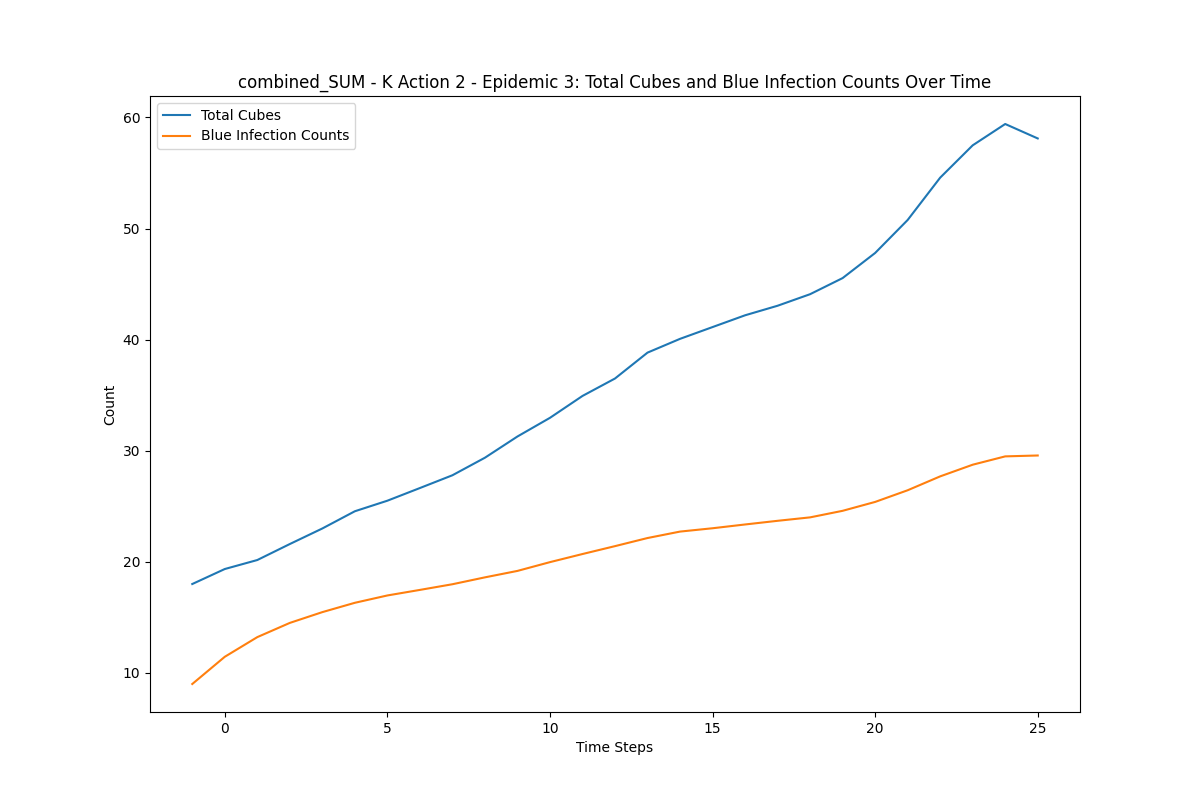 combined_SUM - K Action 2 - Epidemic 3: Total Cubes and Blue Infection Counts Over Time
Total Cubes
Blue Infection Counts
60
50
40
30
20
10
Count
0 5 10 15 20 25
Time Steps